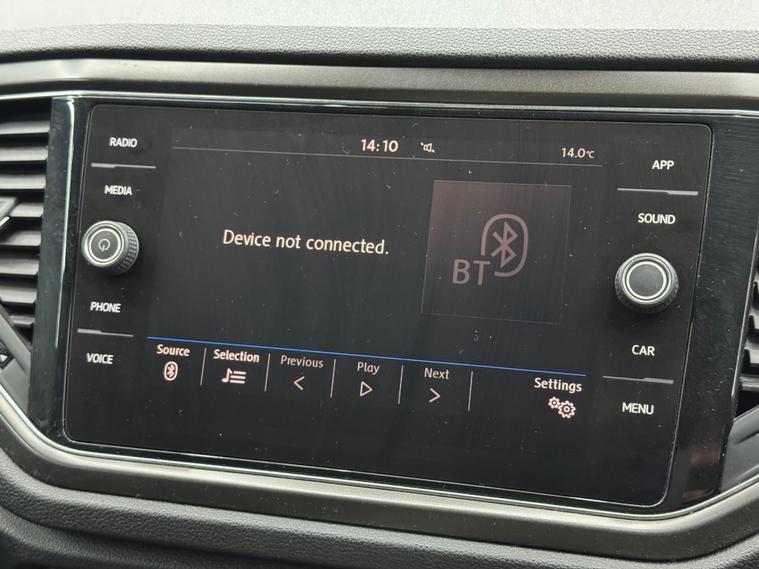 RADIO
MEDIA
PHONE
VOICE
14:10
14.0°C
Device not connected.
BT
Source
Selection
Previous
Play
Next
Settings
APP
SOUND
CAR
MENU